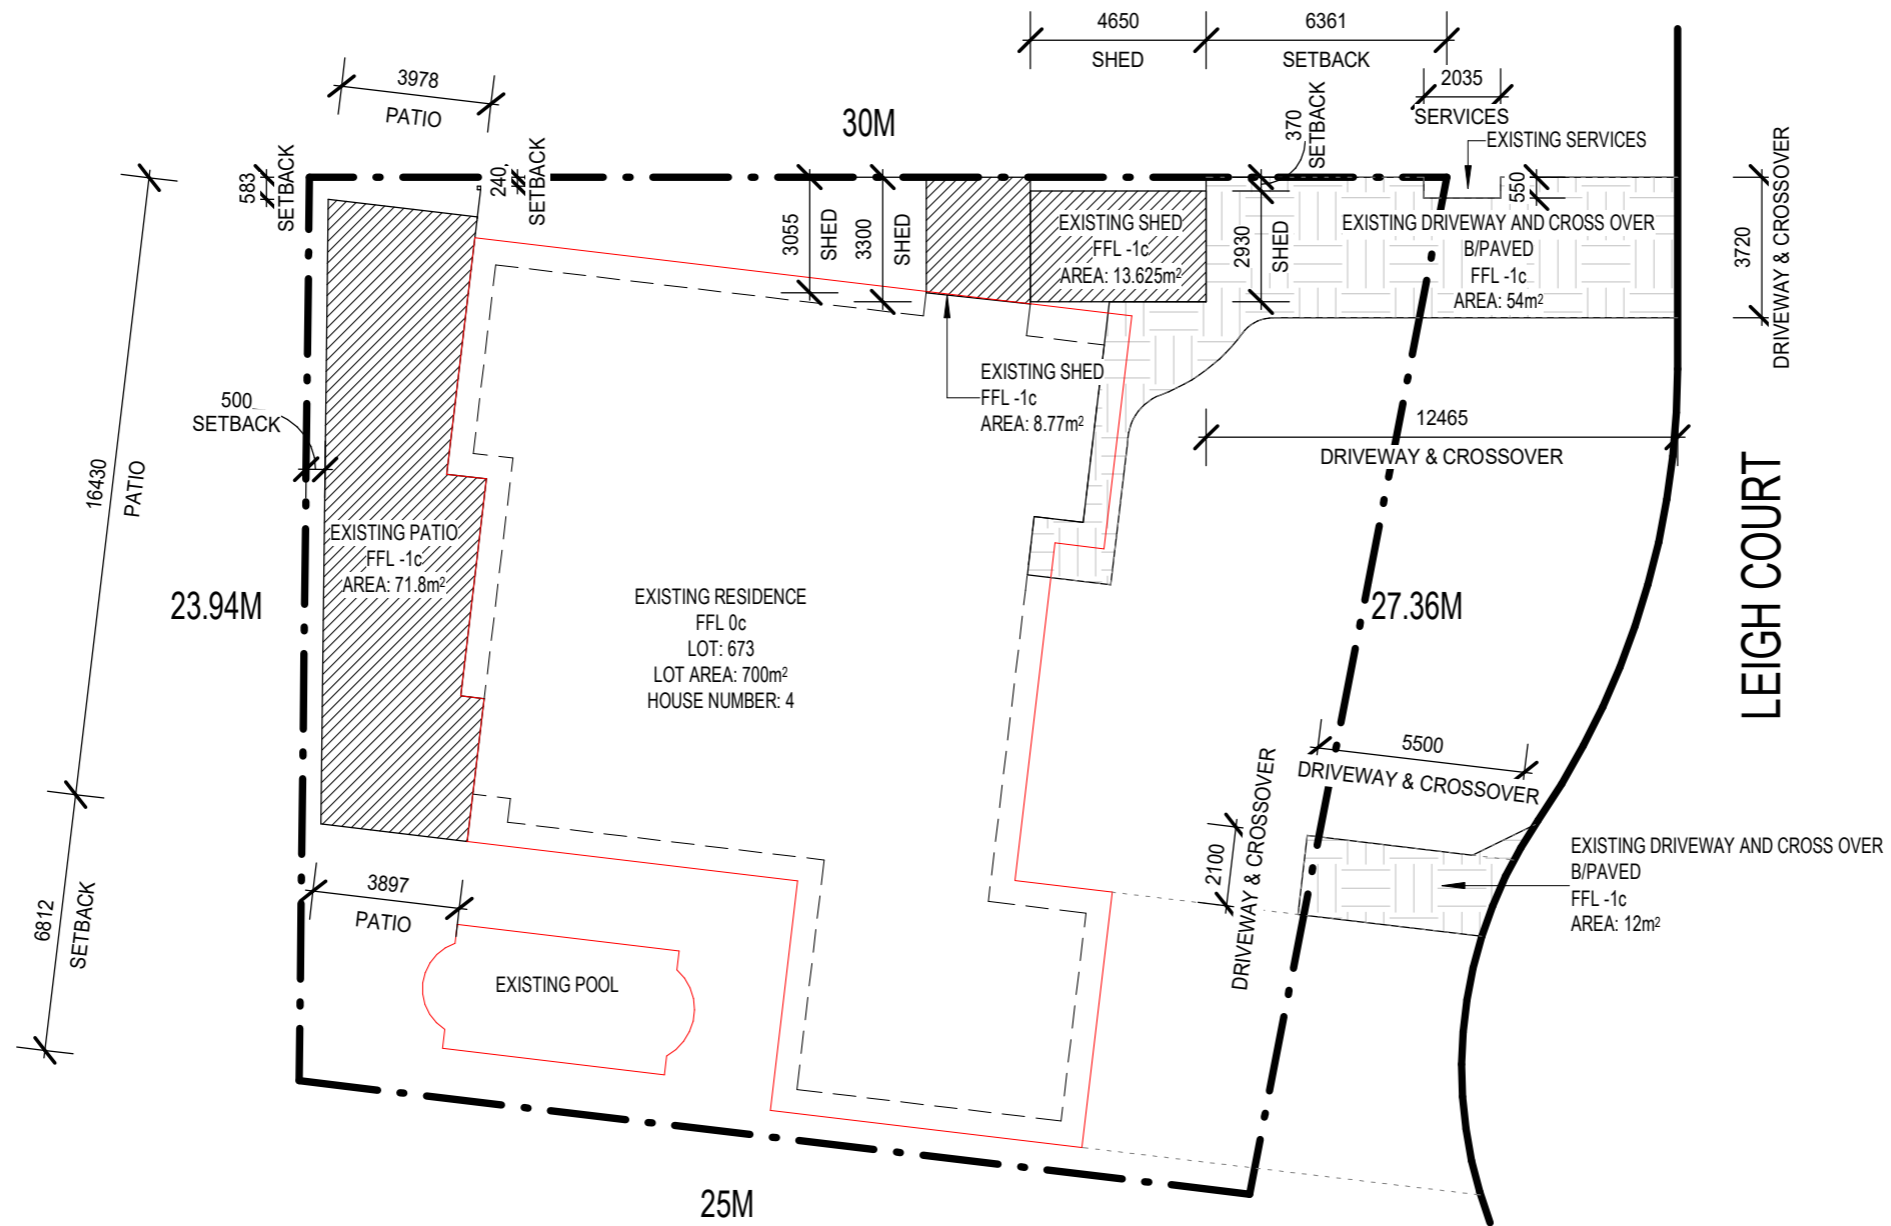 4650
SHED
6361
SETBACK
3978
PATIO
2035
SERVICES
370
SETBACK
30M
EXISTING SERVICES
583
SETBACK
240
SETBACK
3055
SHED
3300
SHED
EXISTING SHED
FFL -1c
AREA: 13.625m²
2930
SHED
550
EXISTING DRIVEWAY AND CROSS OVER
B/PAVED
FFL -1c
AREA: 54m²
3720
DRIVEWAY & CROSSOVER
EXISTING SHED
FFL -1c
AREA: 8.77m²
500
SETBACK
12465
DRIVEWAY & CROSSOVER
16430
PATIO
EXISTING PATIO
FFL -1c
AREA: 71.8m²
23.94M
EXISTING RESIDENCE
FFL 0c
LOT: 673
LOT AREA: 700m²
HOUSE NUMBER: 4
27.36M
LEIGH COURT
5500
DRIVEWAY & CROSSOVER
2100
DRIVEWAY & CROSSOVER
EXISTING DRIVEWAY AND CROSS OVER
B/PAVED
FFL -1c
AREA: 12m²
6812
SETBACK
3897
PATIO
EXISTING POOL
25M